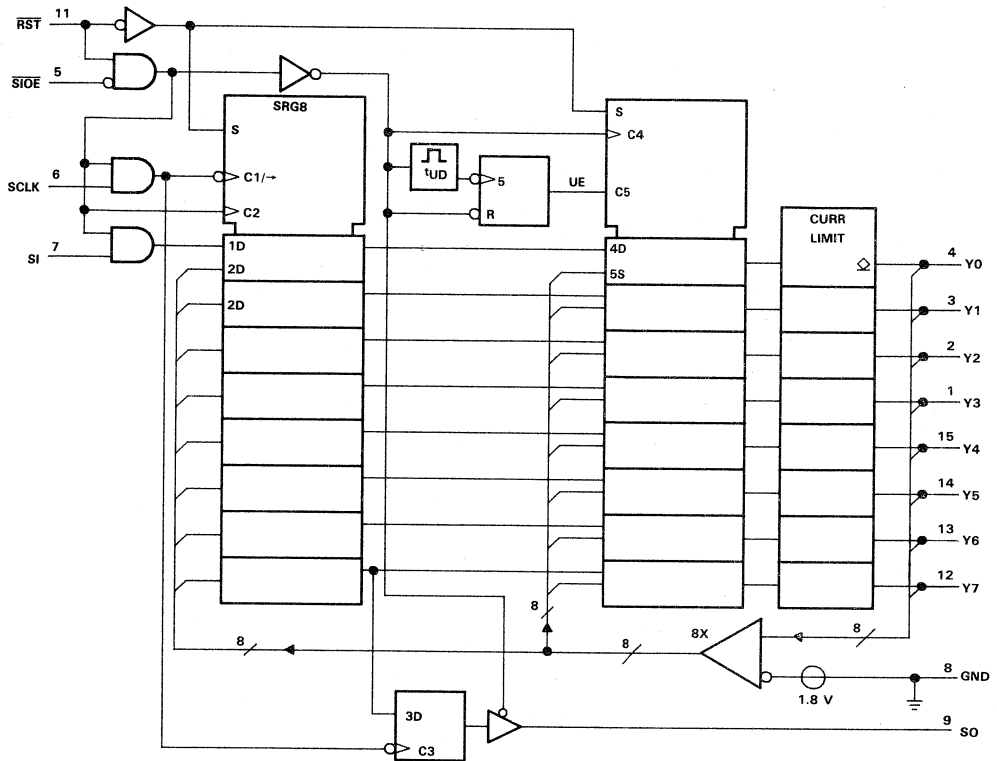 RST 11
SIOE 5
SRG8
S
S
C4
SCLK 6
C1/→
tUD
5
UE
C5
C2
R
SI 7
1D
4D
CURR
LIMIT
2D
5S
4 Y0
2D
3 Y1
2 Y2
1 Y3
15 Y4
14 Y5
13 Y6
12 Y7
8
8
8
8X
8
8 GND
1.8 V
3D
9 SO
C3